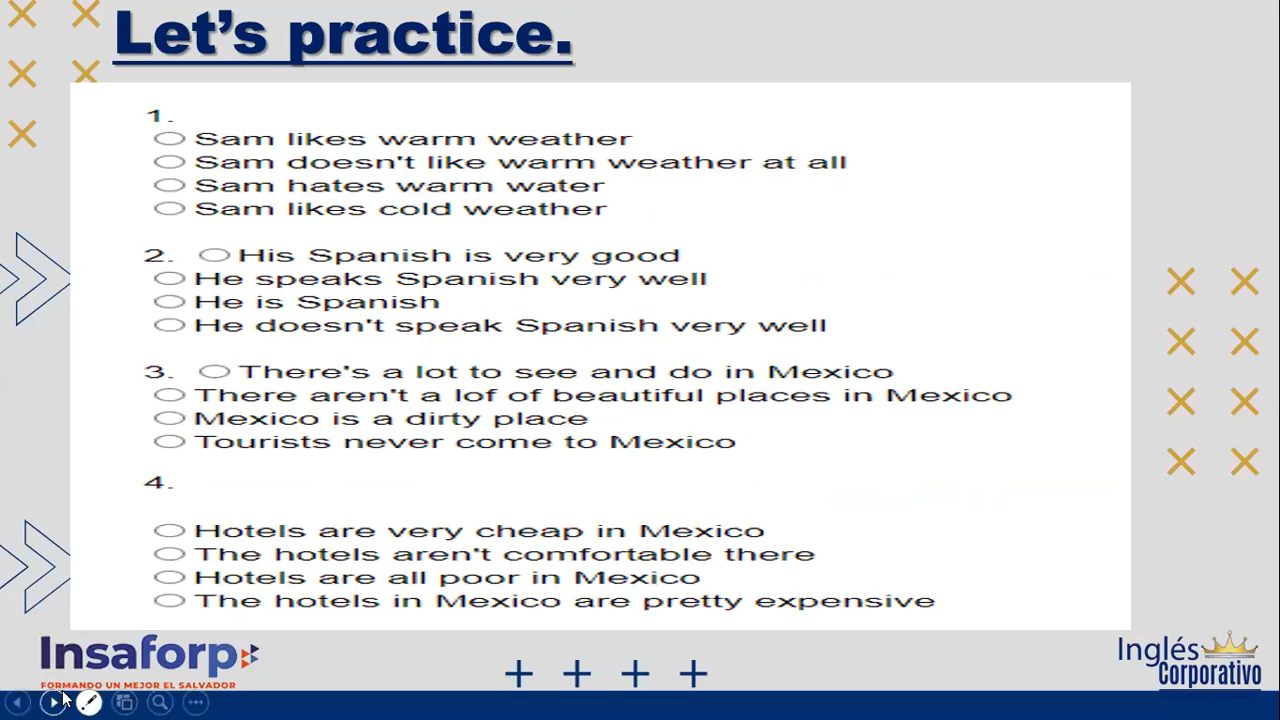 Let's practice.
1.
Sam likes warm weather
Sam doesn't like warm weather at all
Sam hates warm water
Sam likes cold weather
2. His Spanish is very good
He speaks Spanish very well
He is Spanish
He doesn't speak Spanish very well
3. There's a lot to see and do in Mexico
There aren't a lof of beautiful places in Mexico
Mexico is a dirty place
Tourists never come to Mexico
4.
Hotels are very cheap in Mexico
The hotels aren't comfortable there
Hotels are all poor in Mexico
The hotels in Mexico are pretty expensive
Insaforp
FORMANDO UN MEJOR EL SALVADOR
Inglés
Corporativo